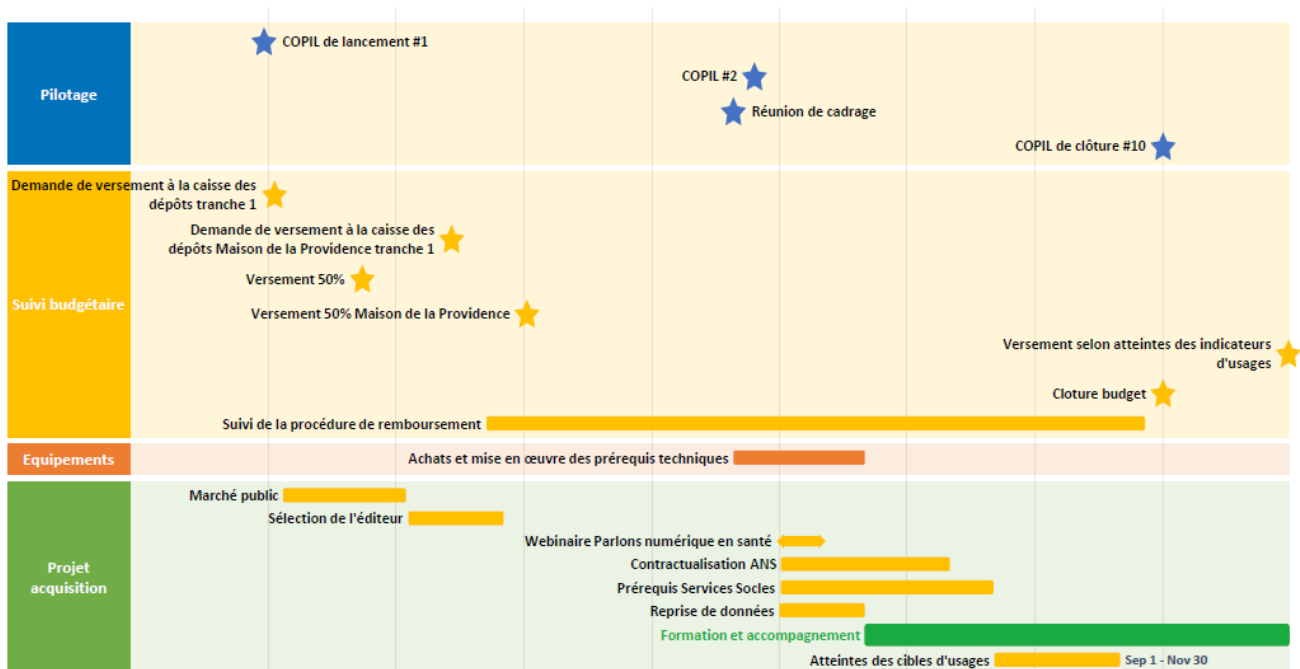 COPIL de lancement #1
COPIL #2
Pilotage
Réunion de cadrage
COPIL de clôture #10
Demande de versement à la caisse des
dépôts tranche 1
Demande de versement à la caisse des
dépôts Maison de la Providence tranche 1
Versement 50%
Suivi budgétaire
Versement 50% Maison de la Providence
Versement selon atteintes des indicateurs
d'usages
Cloture budget
Suivi de la procédure de remboursement
Equipements
Achats et mise en œuvre des prérequis techniques
Marché public
Sélection de l'éditeur
Webinaire Parlons numérique en santé
Contractualisation ANS
Projet
acquisition
Prérequis Services Socles
Reprise de données
Formation et accompagnement
Atteintes des cibles d'usages
Sep 1 - Nov 30